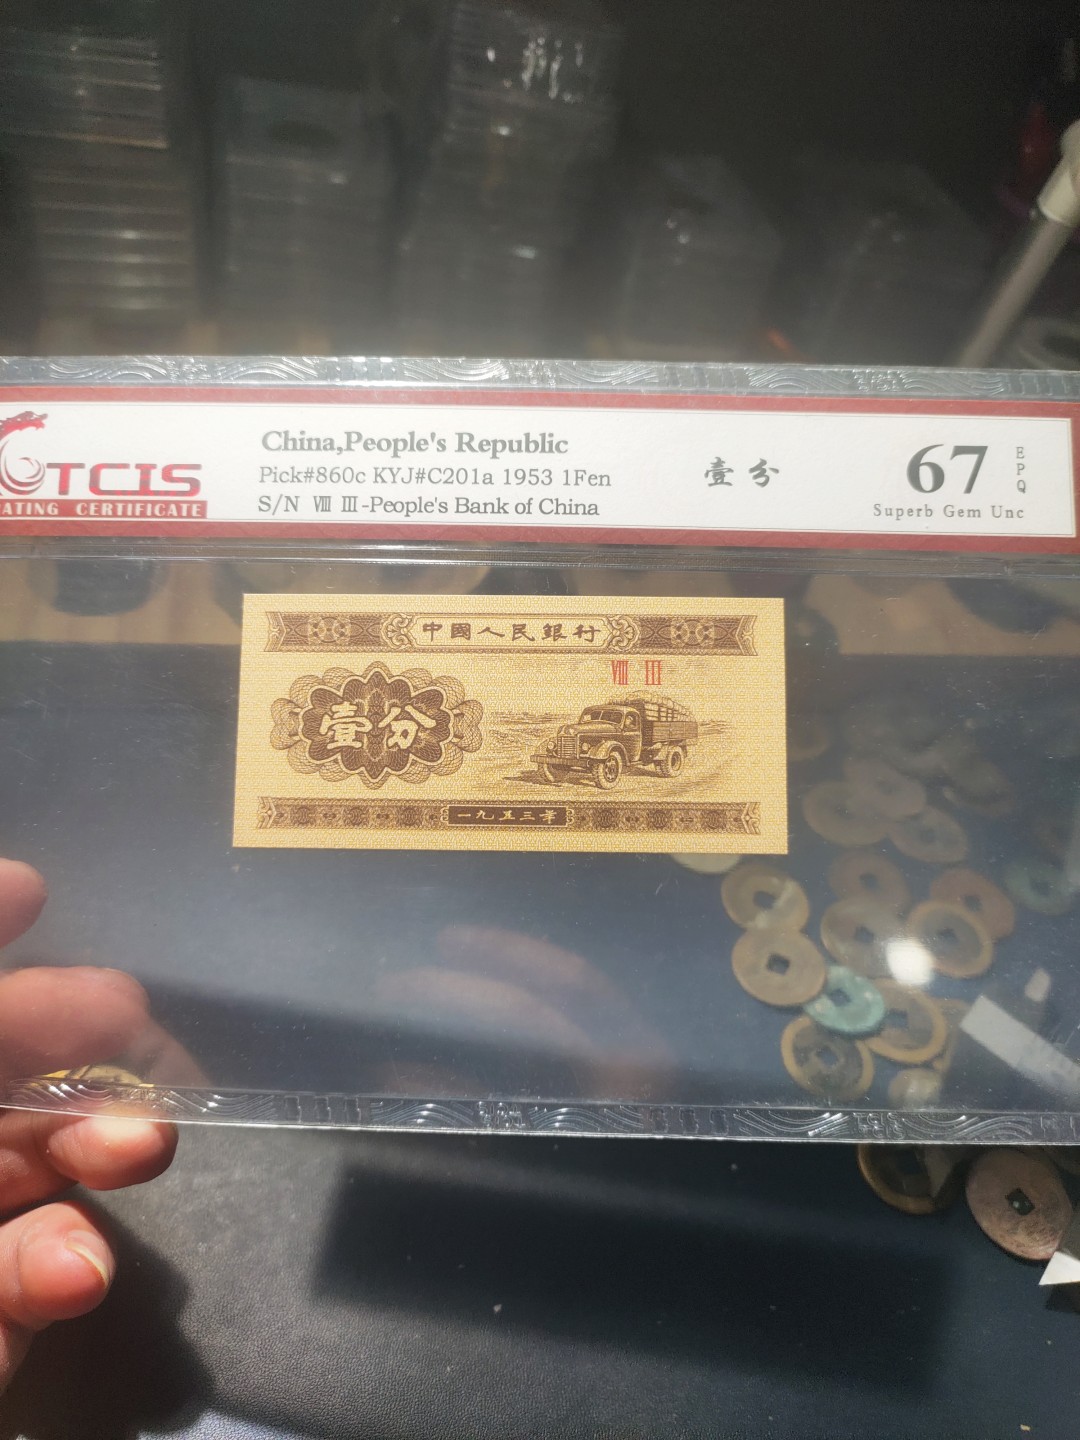 China,People's Republic
Pick#860c KYJ#C201a 1953 1Fen
S/N Ⅷ Ⅲ-People's Bank of China
壹分
67
EPQ
Superb Gem Unc
TCIS
ATING CERTIFICATE
中國人民銀行
Ⅷ Ⅲ
壹分
一九五三年